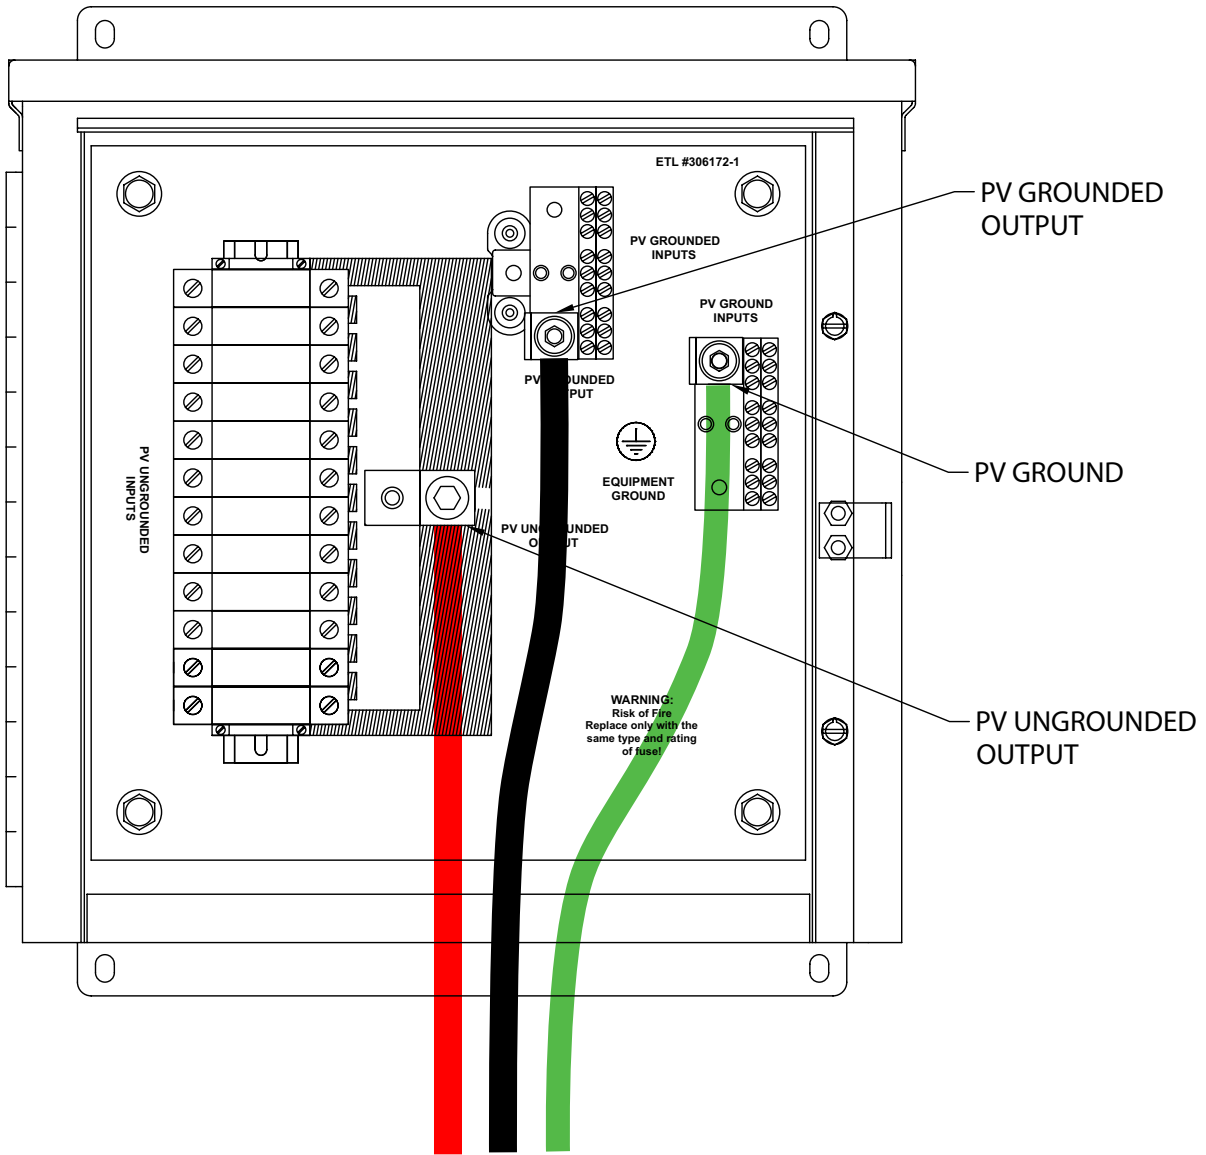 ETL #306172-1
PV GROUNDED
OUTPUT
PV GROUNDED
INPUTS
PV GROUND
INPUTS
PV UNGROUNDED
INPUTS
EQUIPMENT
GROUND
PV GROUND
PV
WARNING:
Risk of Fire
Replace only with the
same type and rating
of fuse!
PV UNGROUNDED
OUTPUT